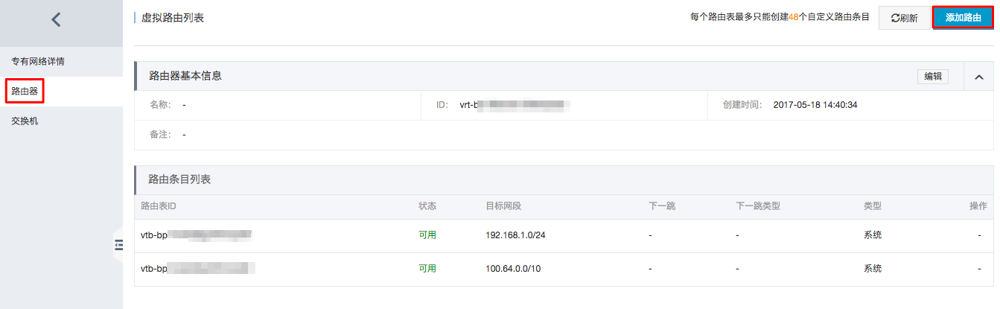 虚拟路由列表
每个路由表最多只能创建48个自定义路由条目
刷新
添加路由
专有网络详情
路由器
交换机
路由器基本信息
编辑
名称： -
ID： vrt-b
创建时间： 2017-05-18 14:40:34
备注： -
路由条目列表
路由表ID 状态 目标网段 下一跳 下一跳类型 类型 操作
vtb-bp 可用 192.168.1.0/24 - - 系统 -
vtb-bp 可用 100.64.0.0/10 - - 系统 -